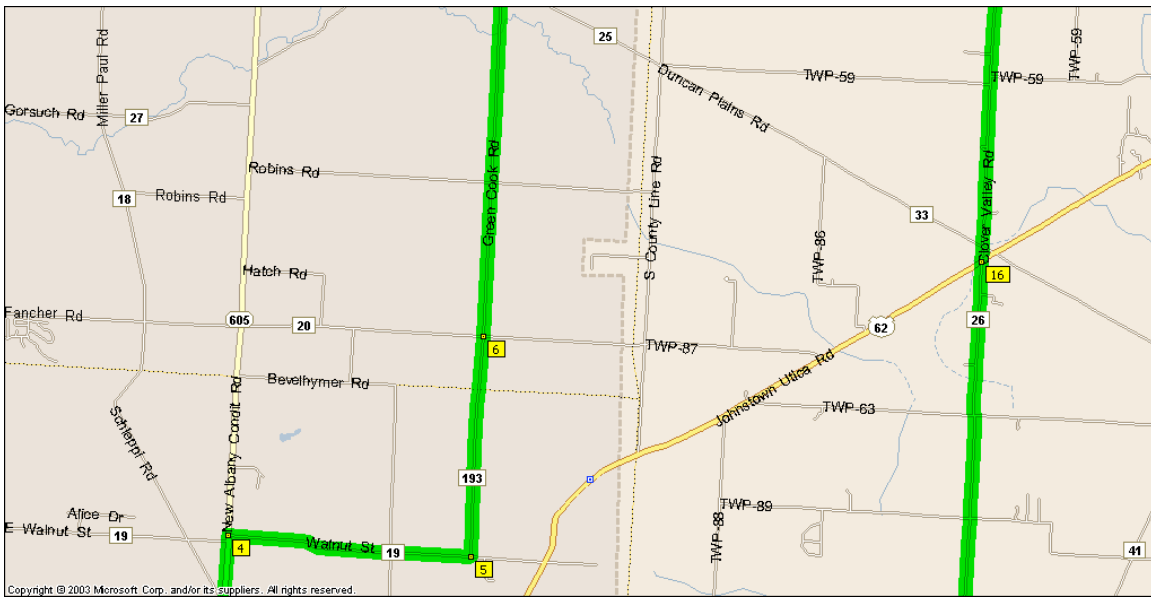 25
Miller Paul Rd
Duncan Plains Rd
TWP-59
TWP-59
TWP-59
Gorsuch Rd
27
Robins Rd
Robins Rd
18
Green Cook Rd
S County Line Rd
TWP-86
33
Clover Valley Rd
16
Hatch Rd
Fancher Rd
605
20
6
TWP-87
62
26
Bevelhymer Rd
Johnstown Utica Rd
TWP-63
Schleppi Rd
New Albany Condit Rd
193
TWP-89
TWP-88
Alice Dr
E Walnut St
19
4
Walnut St
19
5
41
Copyright © 2003 Microsoft Corp. and/or its suppliers. All rights reserved.